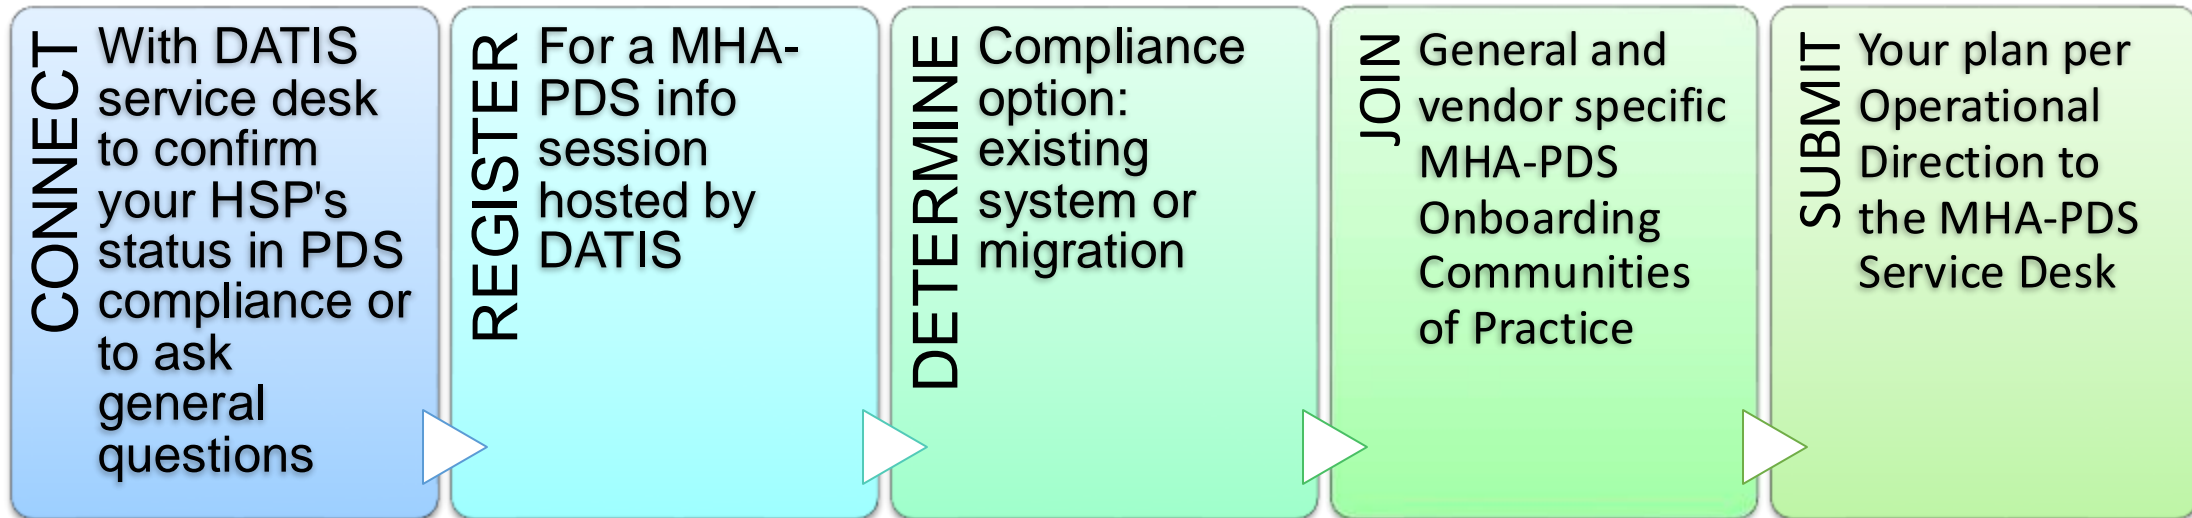 CONNECT
With DATIS
service desk
to confirm
your HSP's
status in PDS
compliance or
to ask
general
questions
REGISTER
For a MHA-
PDS info
session
hosted by
DATIS
DETERMINE
Compliance
option:
existing
system or
migration
JOIN
General and
vendor specific
MHA-PDS
Onboarding
Communities
of Practice
SUBMIT
Your plan per
Operational
Direction to
the MHA-PDS
Service Desk